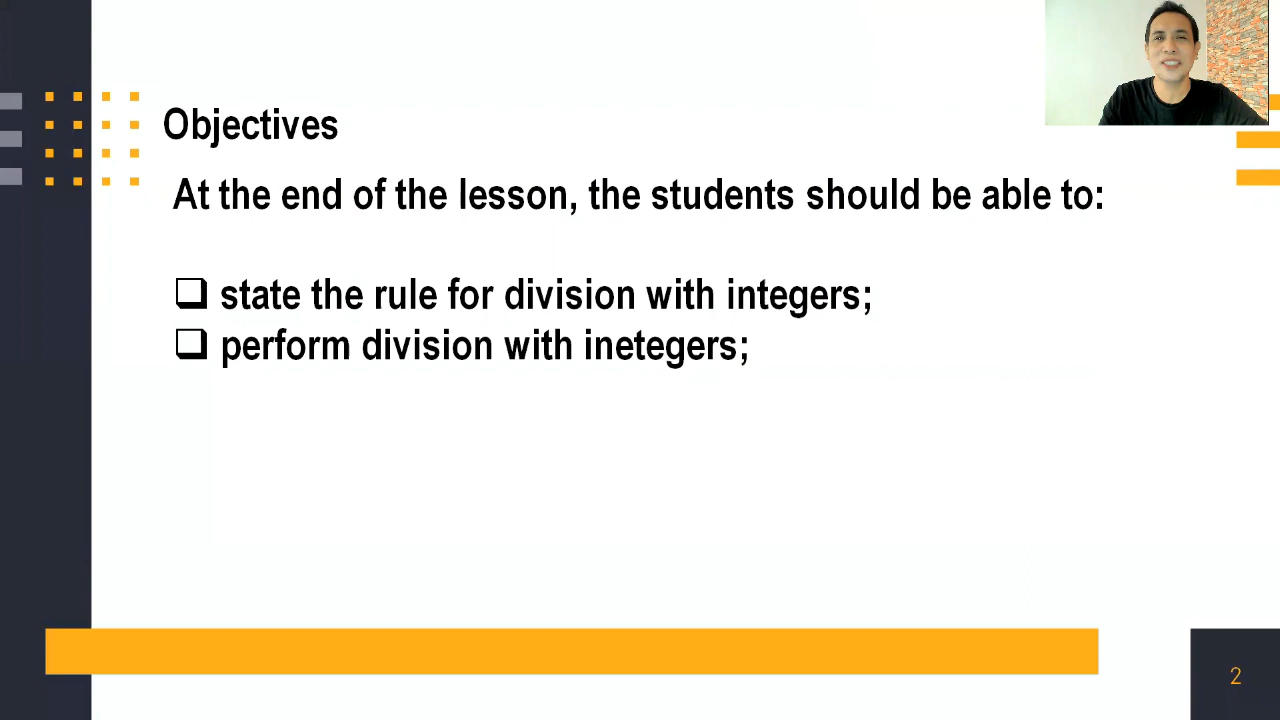 Objectives
At the end of the lesson, the students should be able to:
❑ state the rule for division with integers;
❑ perform division with inetegers;
2